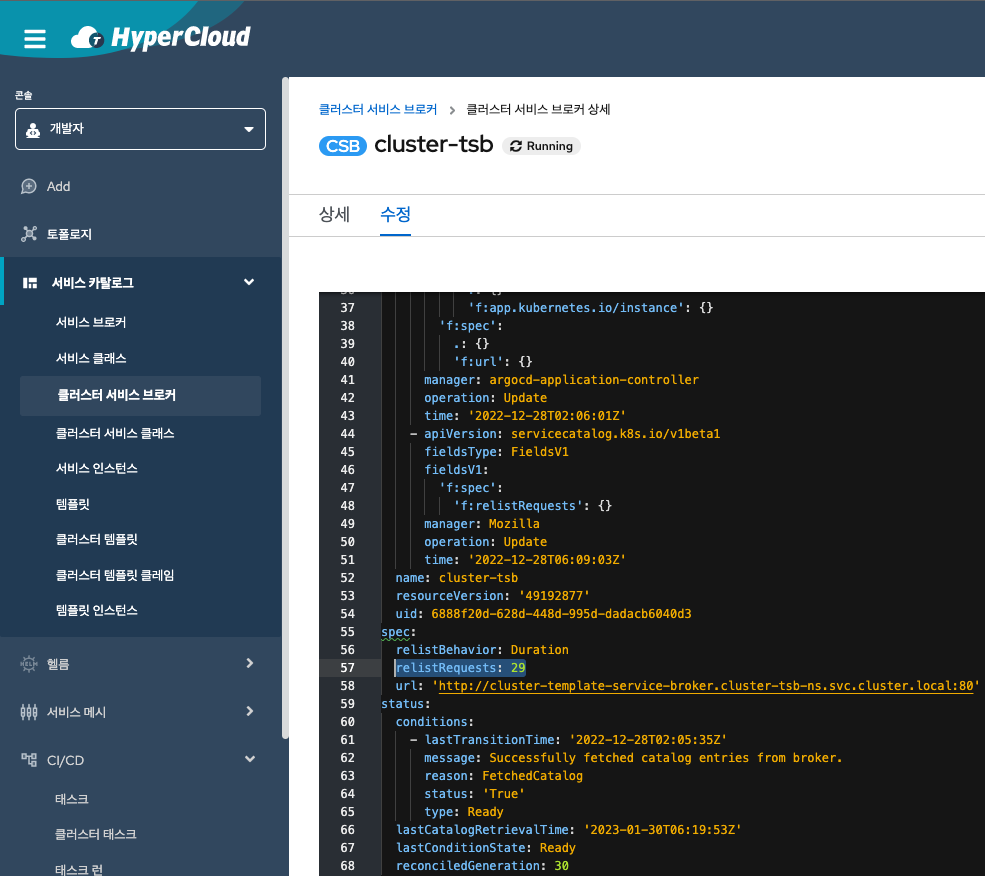 HyperCloud
콘솔
개발자
Add
토폴로지
서비스 카탈로그
서비스 브로커
서비스 클래스
클러스터 서비스 브로커
클러스터 서비스 클래스
서비스 인스턴스
템플릿
클러스터 템플릿
클러스터 템플릿 클레임
템플릿 인스턴스
헬름
서비스 메시
CI/CD
태스크
클러스터 태스크
태스크 런
클러스터 서비스 브로커 > 클러스터 서비스 브로커 상세
CSB cluster-tsb Running
상세 수정
37 'f:app.kubernetes.io/instance': {}
38 'f:spec':
39 .: {}
40 'f:url': {}
41 manager: argocd-application-controller
42 operation: Update
43 time: '2022-12-28T02:06:01Z'
44 - apiVersion: servicecatalog.k8s.io/v1beta1
45 fieldsType: FieldsV1
46 fieldsV1:
47 'f:spec':
48 'f:relistRequests': {}
49 manager: Mozilla
50 operation: Update
51 time: '2022-12-28T06:09:03Z'
52 name: cluster-tsb
53 resourceVersion: '49192877'
54 uid: 6888f20d-628d-448d-995d-dadacb6040d3
55 spec:
56 relistBehavior: Duration
57 relistRequests: 29
58 url: 'http://cluster-template-service-broker.cluster-tsb-ns.svc.cluster.local:80'
59 status:
60 conditions:
61 - lastTransitionTime: '2022-12-28T02:05:35Z'
62 message: Successfully fetched catalog entries from broker.
63 reason: FetchedCatalog
64 status: 'True'
65 type: Ready
66 lastCatalogRetrievalTime: '2023-01-30T06:19:53Z'
67 lastConditionState: Ready
68 reconciledGeneration: 30